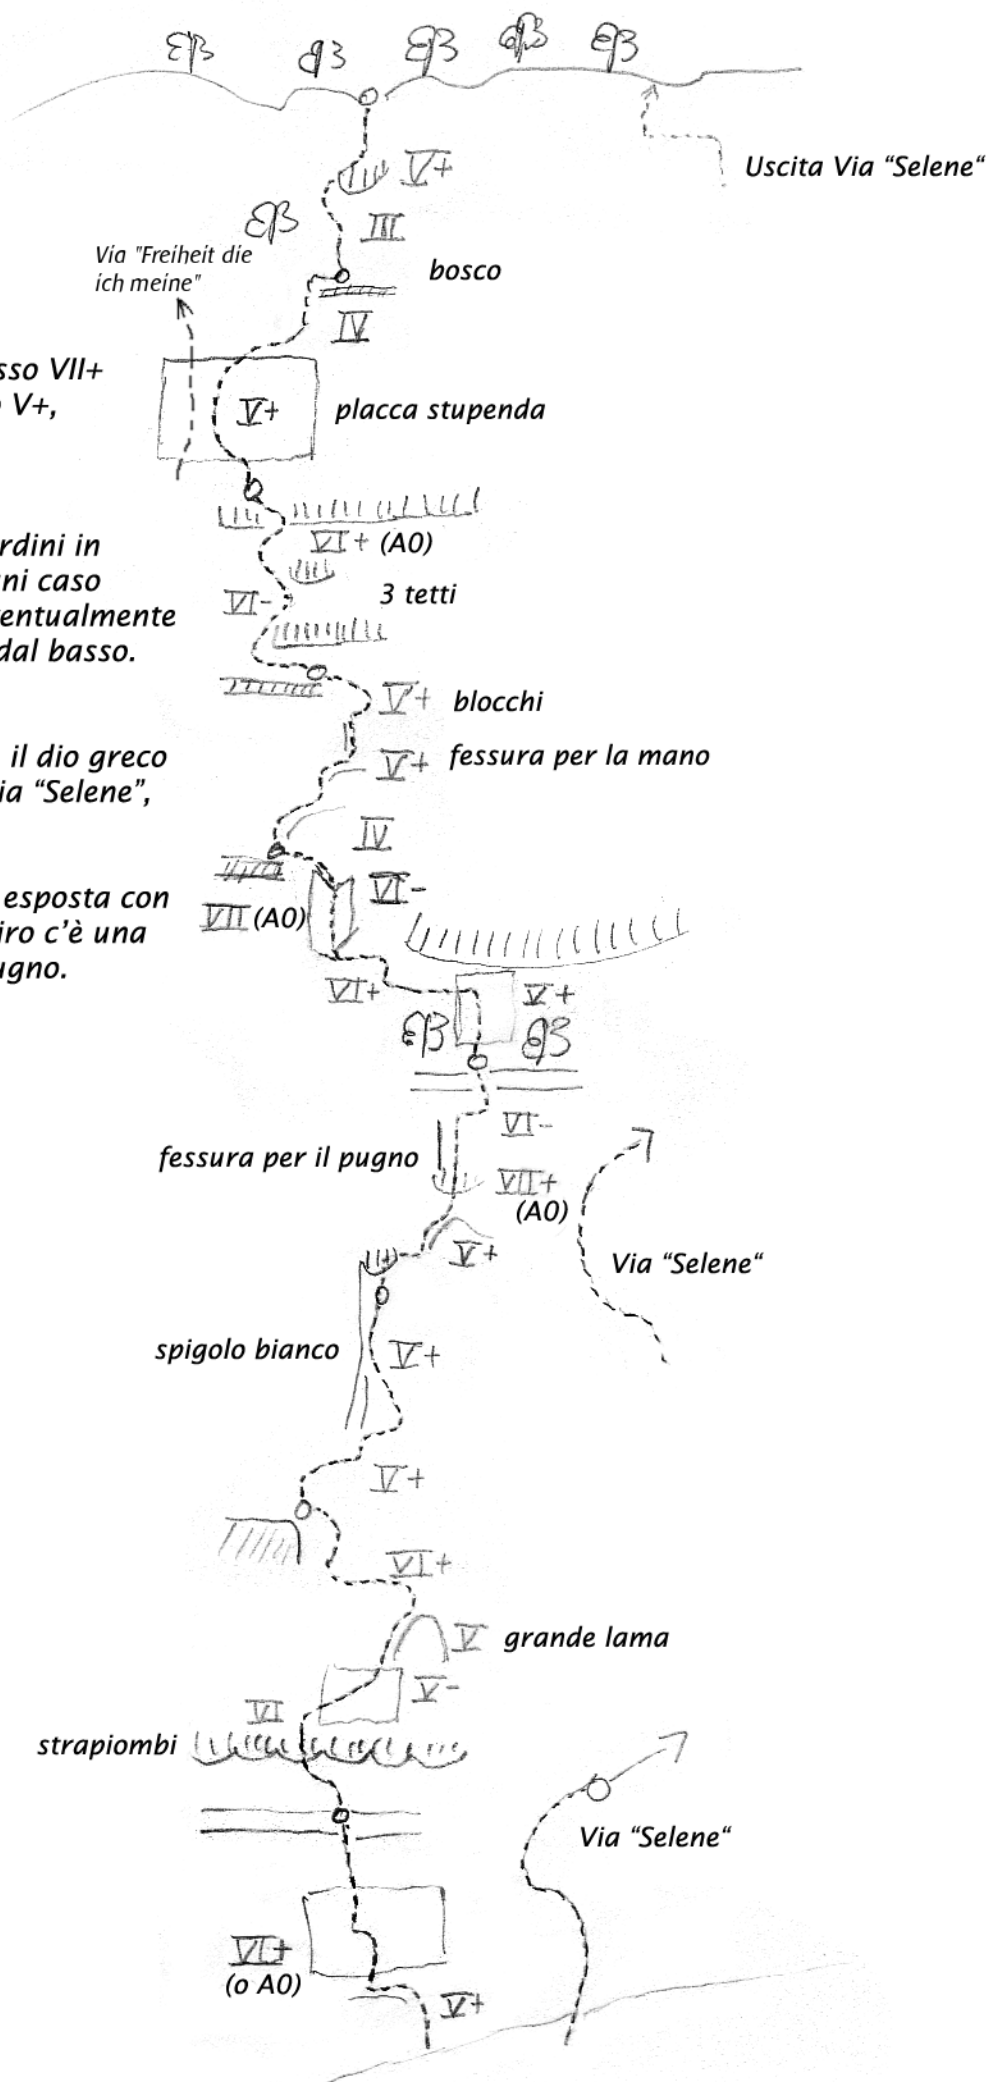 Uscita Via “Selene“
V+
III
Via "Freiheit die
ich meine"
bosco
IV
VII+
V+,
V+ placca stupenda
VI+ (A0)
rdini in
ni caso
3 tetti
VI-
entualmente
dal basso.
V+ blocchi
il dio greco
V+ fessura per la mano
ia “Selene”,
IV
VI-
esposta con
VII (A0)
iro c'è una
ugno.
VI+
V+
VI-
fessura per il pugno
VII+
(A0)
V+
Via “Selene“
spigolo bianco
V+
V+
VI+
V grande lama
V-
VI
strapiombi
Via “Selene“
VI+
(o A0)
V+